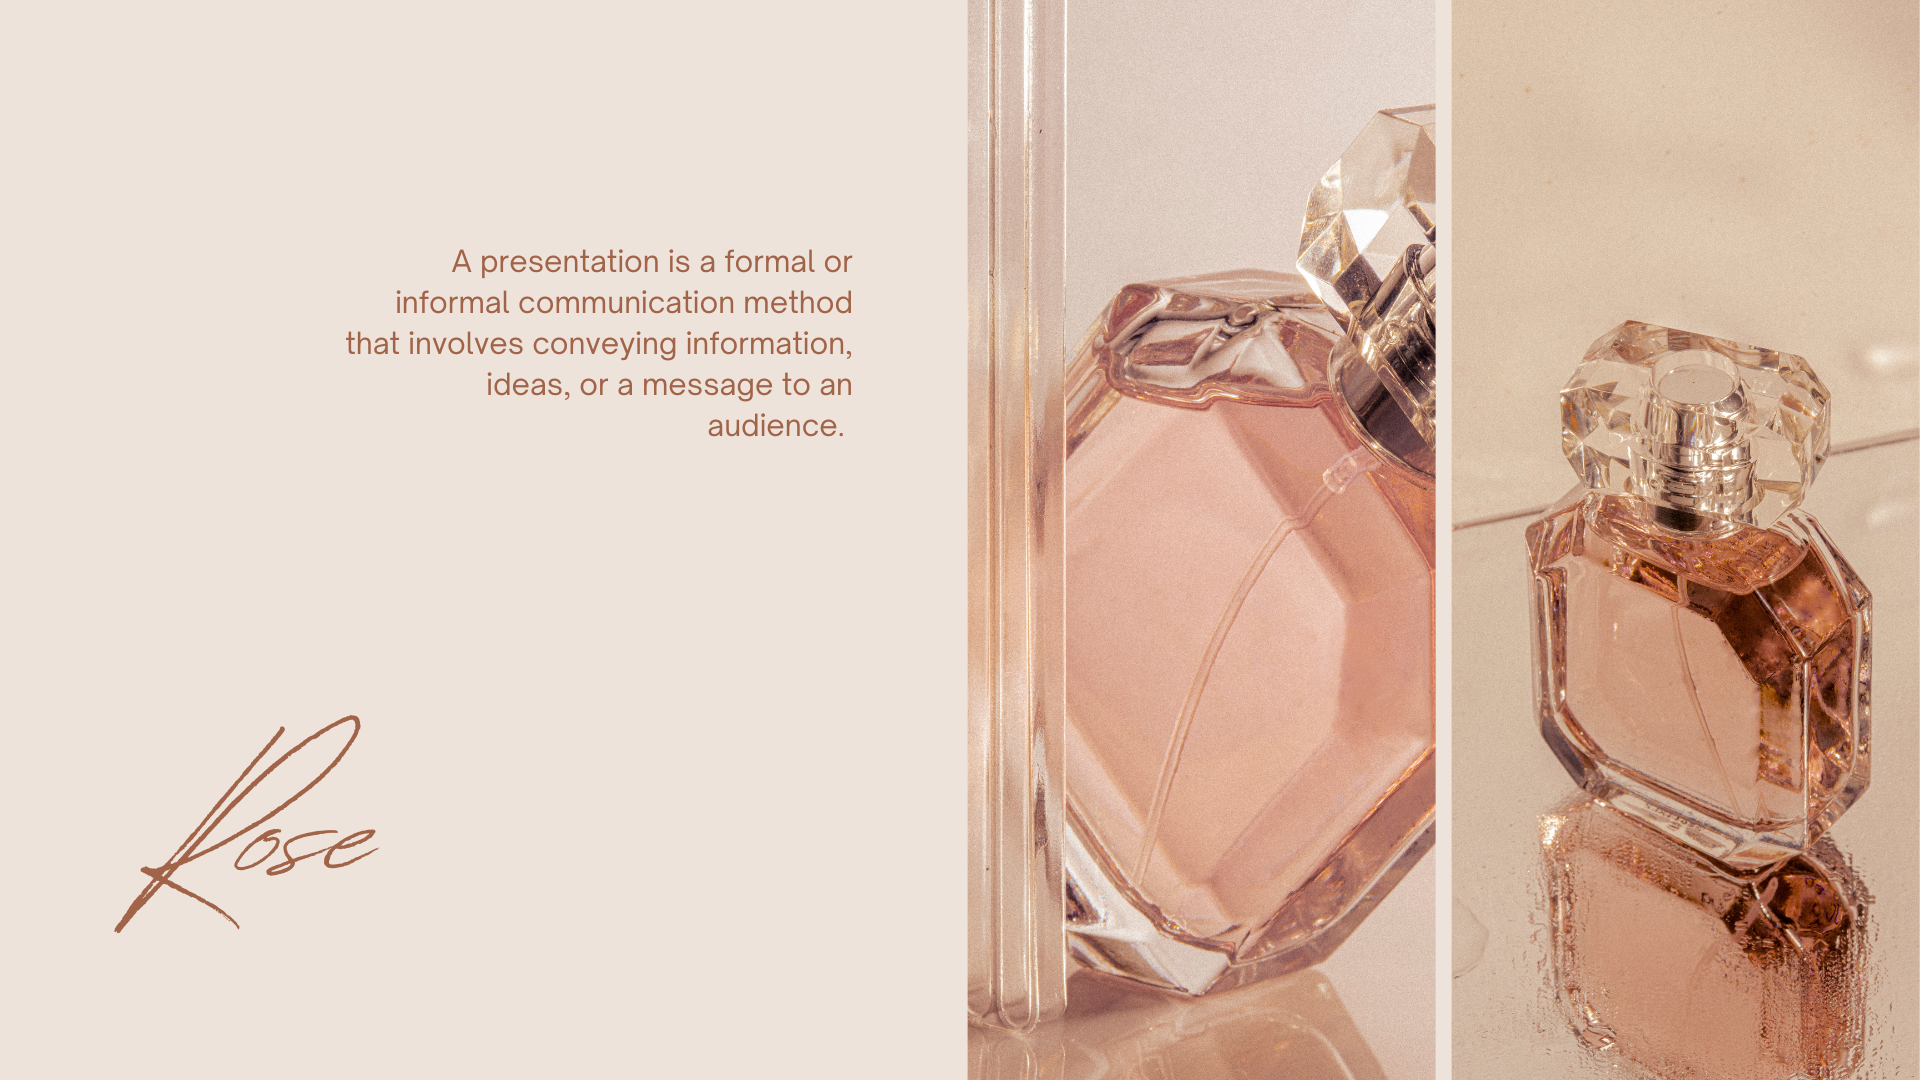 A presentation is a formal or
informal communication method
that involves conveying information,
ideas, or a message to an
audience.
Rose